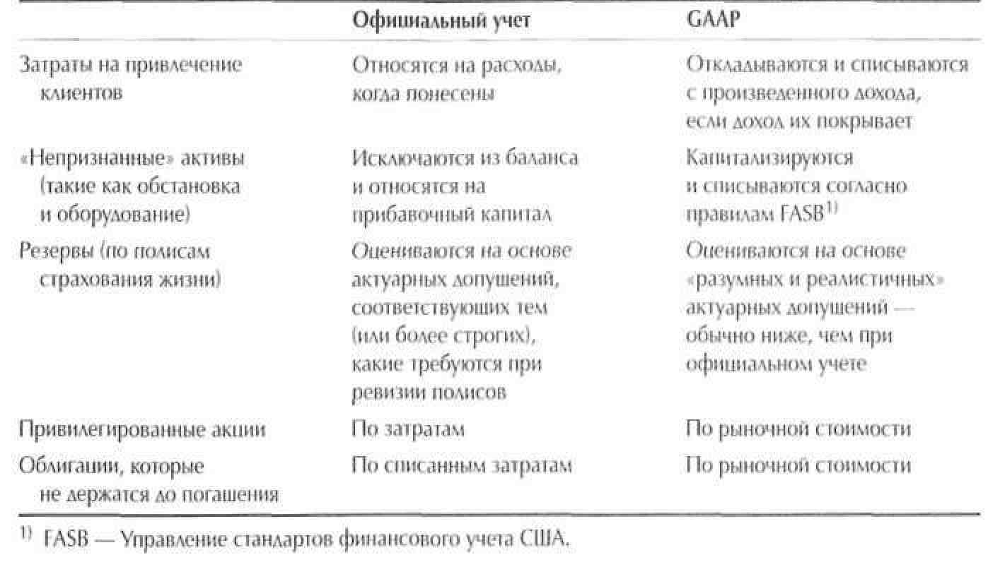 Официальный учет GAAP
Затраты на привлечение Относятся на расходы, Откладываются и списываются
клиентов когда понесены с произведенного дохода,
если доход их покрывает
«Непризнанные» активы Исключаются из баланса Капитализируются
(такие как обстановка и относятся на и списываются согласно
и оборудование) прибавочный капитал правилам FASB1)
Резервы (по полисам Оцениваются на основе Оцениваются на основе
страхования жизни) актуарных допущений, «разумных и реалистичных»
соответствующих тем актуарных допущений —
(или более строгих), обычно ниже, чем при
какие требуются при официальном учете
ревизии полисов
Привилегированные акции По затратам По рыночной стоимости
Облигации, которые По списанным затратам По рыночной стоимости
не держатся до погашения
1) FASB — Управление стандартов финансового учета США.